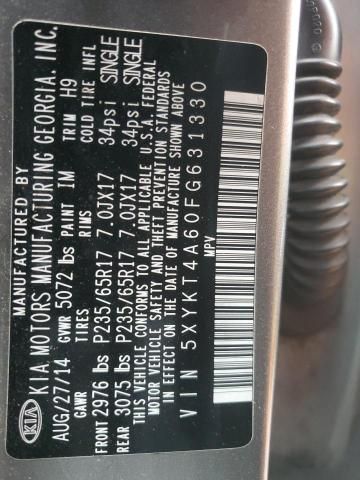 MANUFACTURED BY
KIA KIA MOTORS MANUFACTURING GEORGIA, INC.
AUG/27/14 GVWR 5072 lbs PAINT IM TRIM H9
GAWR TIRES RIMS COLD TIRE INFL
FRONT 2976 lbs P235/65R17 7.0JX17 34psi SINGLE
REAR 3075 lbs P235/65R17 7.0JX17 34psi SINGLE
THIS VEHICLE CONFORMS TO ALL APPLICABLE U.S.A. FEDERAL
MOTOR VEHICLE SAFETY AND THEFT PREVENTION STANDARDS
IN EFFECT ON THE DATE OF MANUFACTURE SHOWN ABOVE
VIN 5XYKT4A60FG631330
MPV